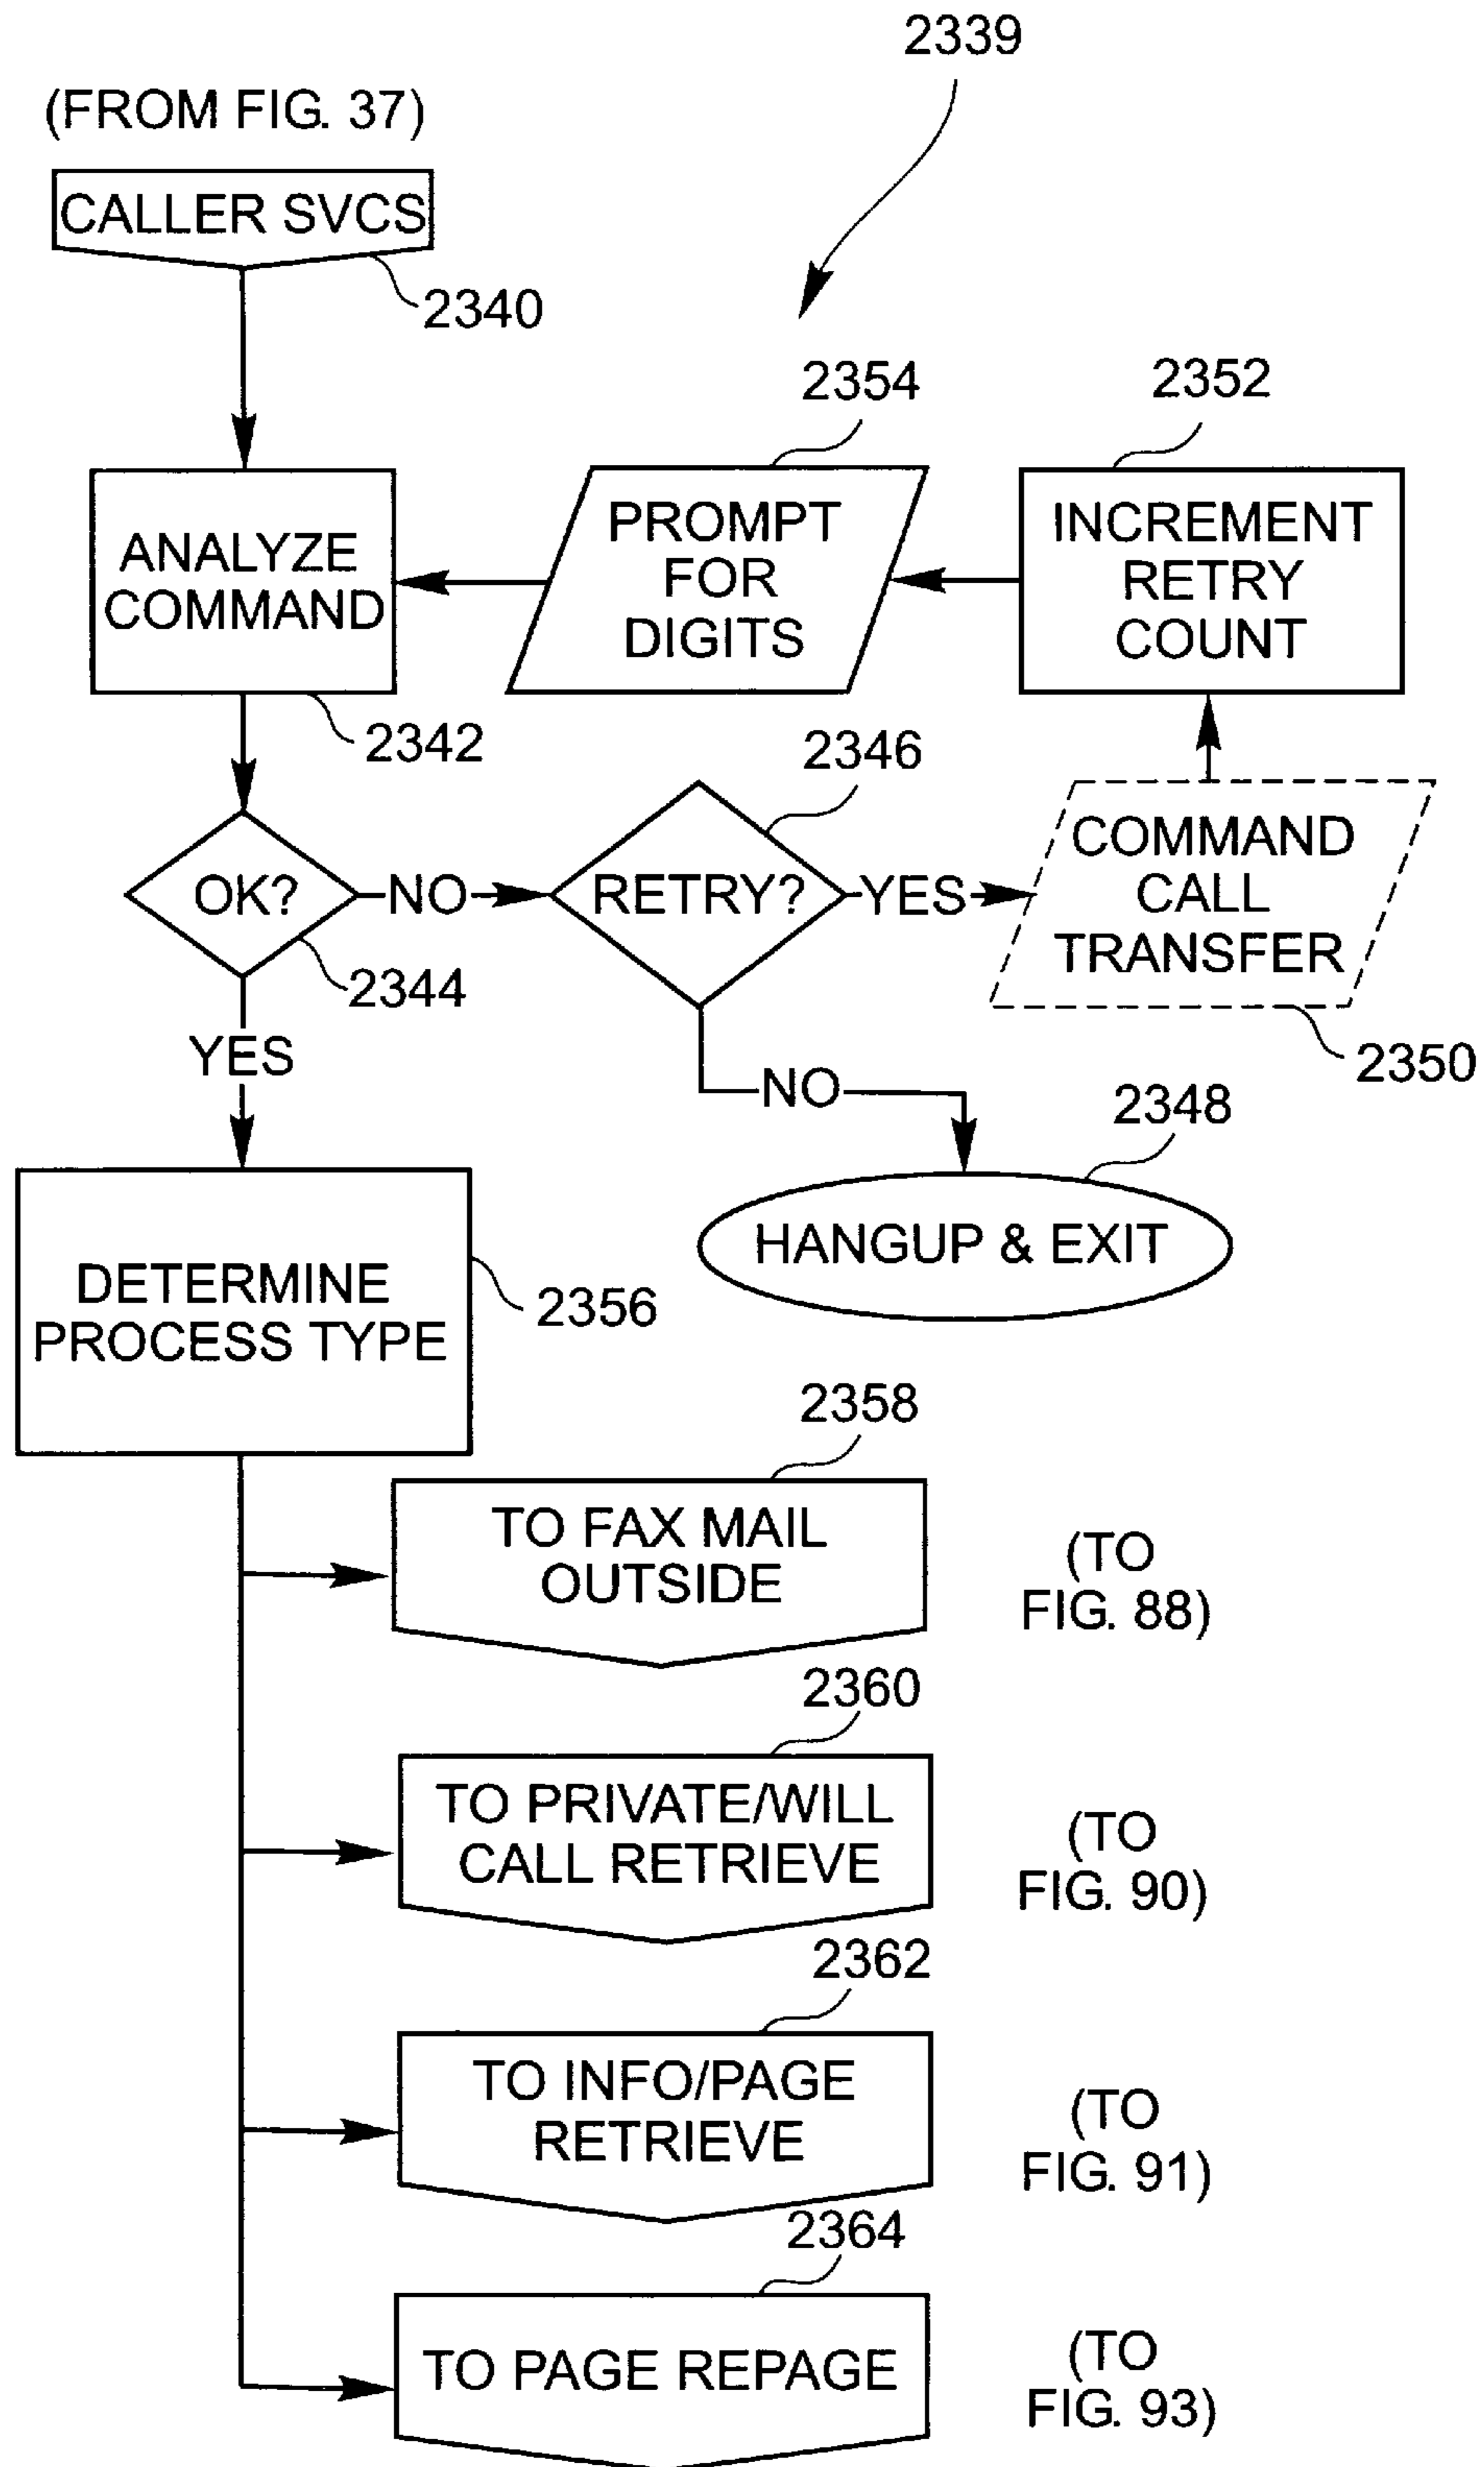 2339
(FROM FIG. 37)
CALLER SVCS
2340
2354
2352
ANALYZE
COMMAND
PROMPT
FOR
DIGITS
INCREMENT
RETRY
COUNT
2342
2346
OK?
NO
RETRY?
YES
COMMAND
CALL
TRANSFER
2344
2350
YES
NO
2348
HANGUP & EXIT
DETERMINE
PROCESS TYPE
2356
2358
TO FAX MAIL
OUTSIDE
(TO
FIG. 88)
2360
TO PRIVATE/WILL
CALL RETRIEVE
(TO
FIG. 90)
2362
TO INFO/PAGE
RETRIEVE
(TO
FIG. 91)
2364
TO PAGE REPAGE
(TO
FIG. 93)